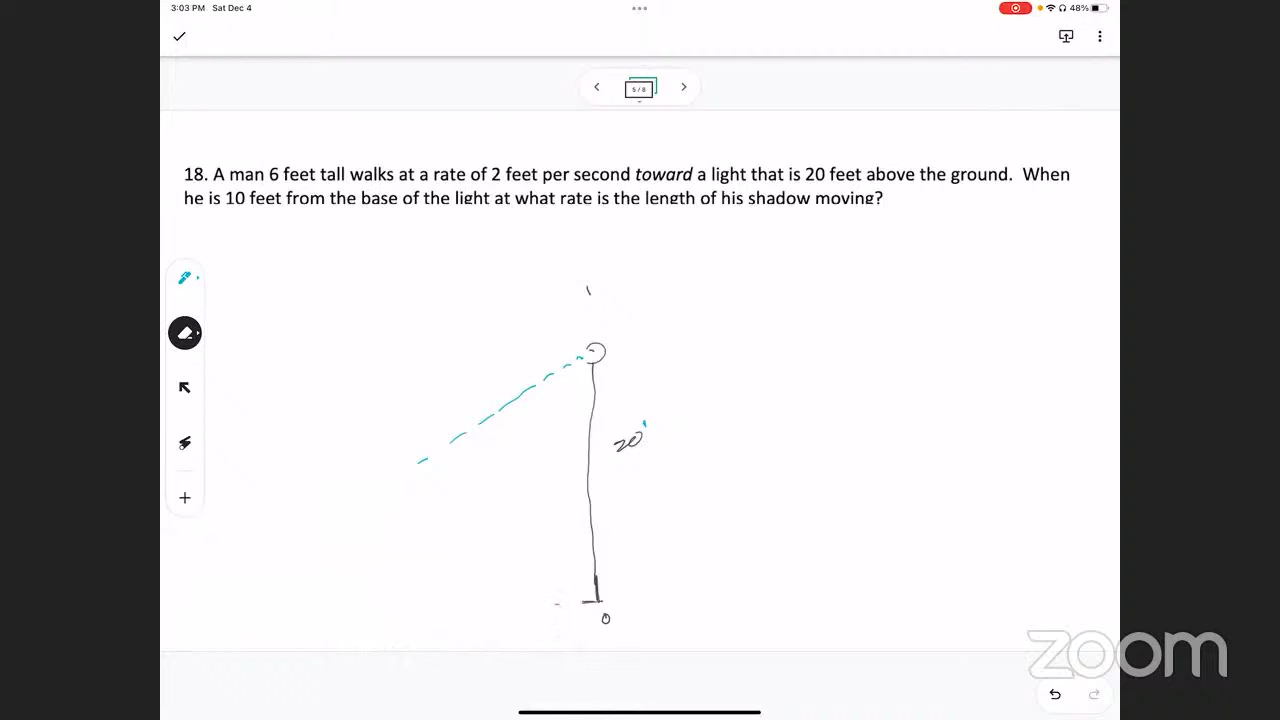 3:03 PM Sat Dec 4
48%
5 / 8
18. A man 6 feet tall walks at a rate of 2 feet per second toward a light that is 20 feet above the ground. When
he is 10 feet from the base of the light at what rate is the length of his shadow moving?
20'
0
zoom